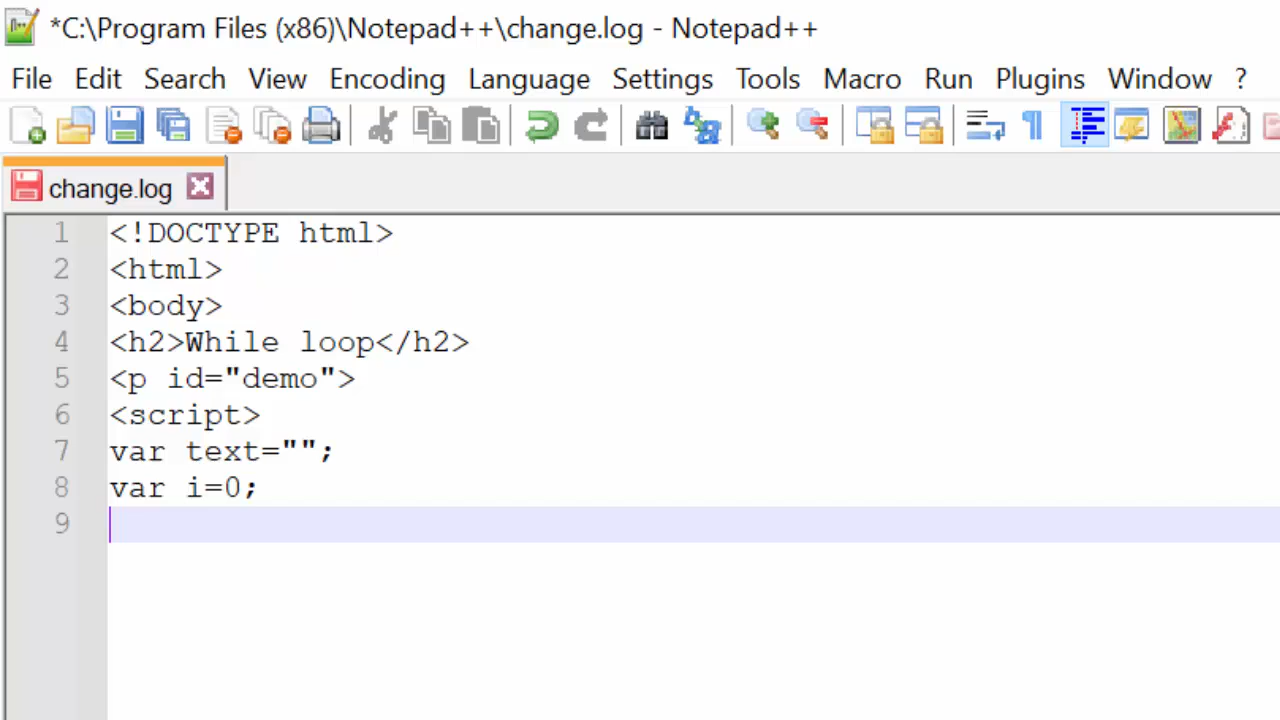 *C:\Program Files (x86)\Notepad++\change.log - Notepad++
File Edit Search View Encoding Language Settings Tools Macro Run Plugins Window ?
change.log
1 <!DOCTYPE html>
2 <html>
3 <body>
4 <h2>While loop</h2>
5 <p id="demo">
6 <script>
7 var text="";
8 var i=0;
9